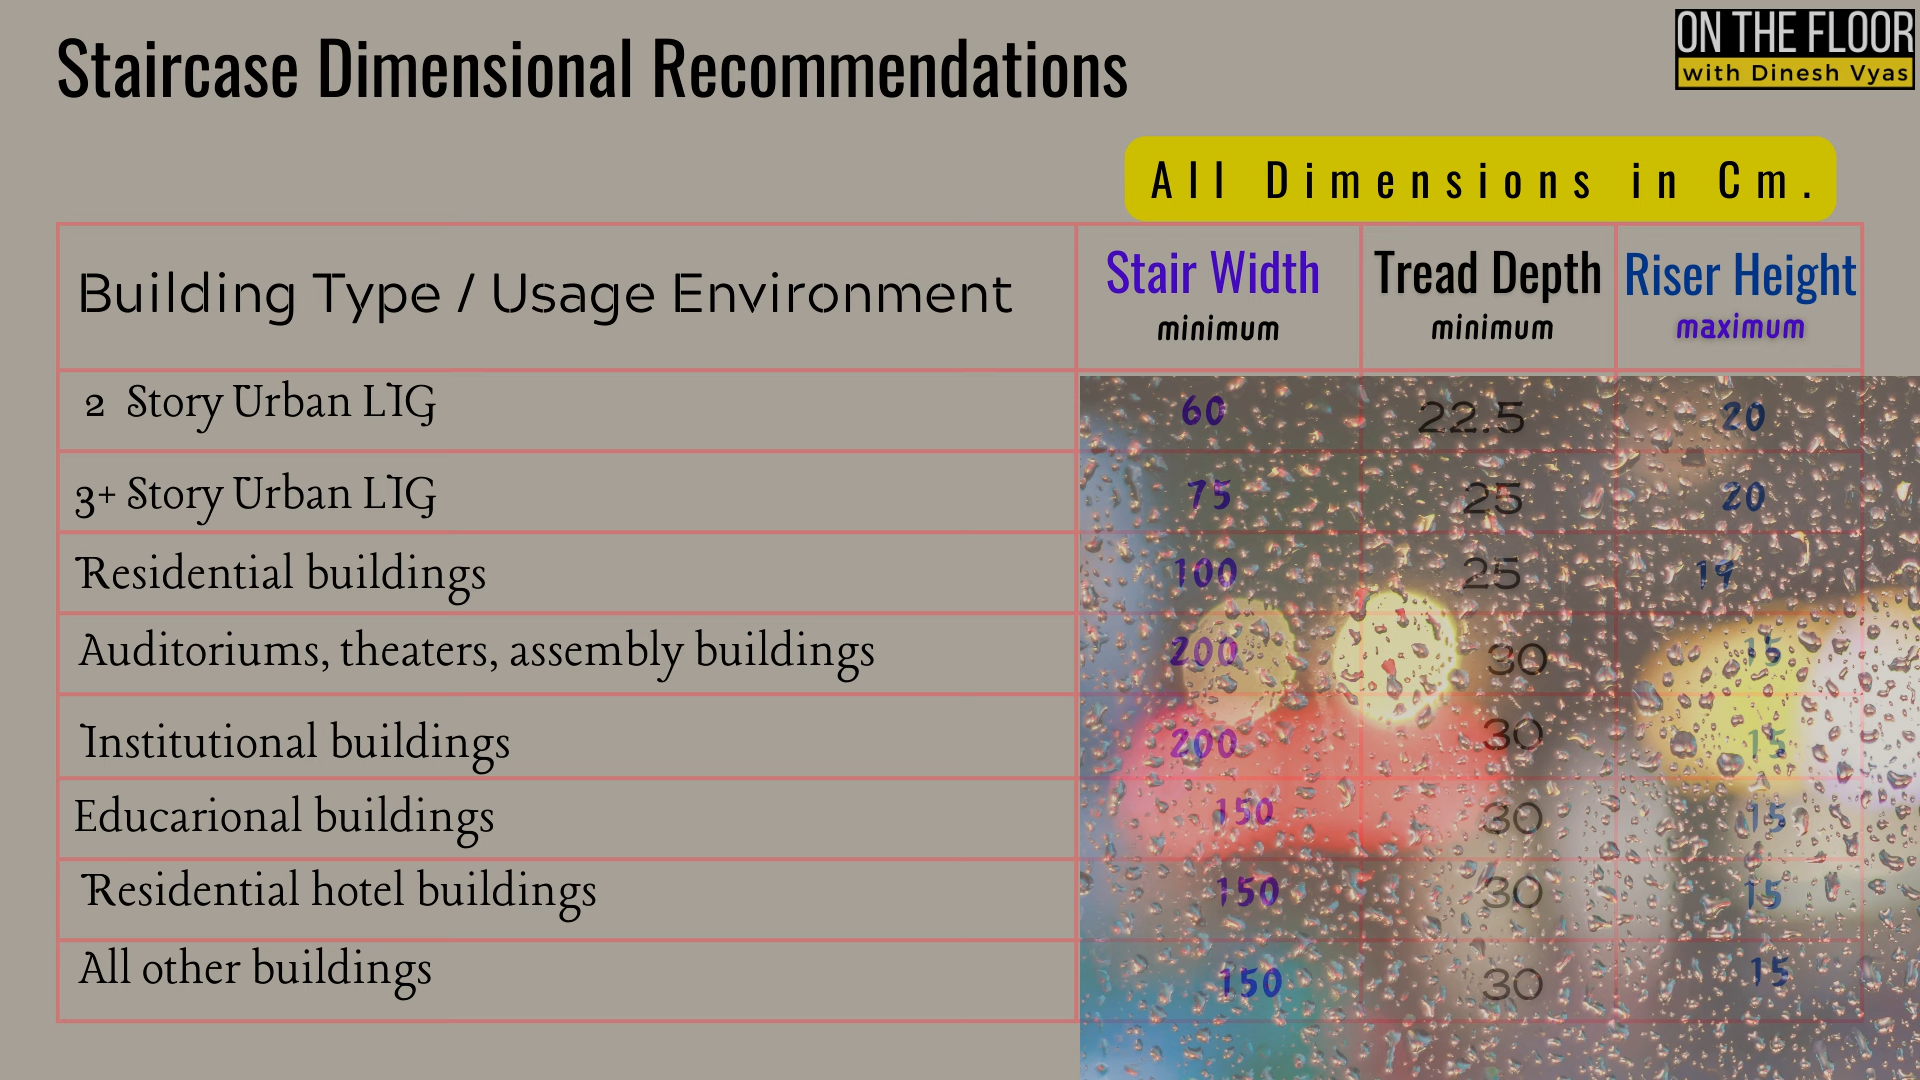 ON THE FLOOR
with Dinesh Vyas
Staircase Dimensional Recommendations
All Dimensions in Cm.
Building Type / Usage Environment Stair Width minimum Tread Depth minimum Riser Height maximum
2 Story Urban LIG 60 22.5 20
3+ Story Urban LIG 75 25 20
Residential buildings 100 25 19
Auditoriums, theaters, assembly buildings 200 30 15
Institutional buildings 200 30 15
Educarional buildings 150 30 15
Residential hotel buildings 150 30 15
All other buildings 150 30 15